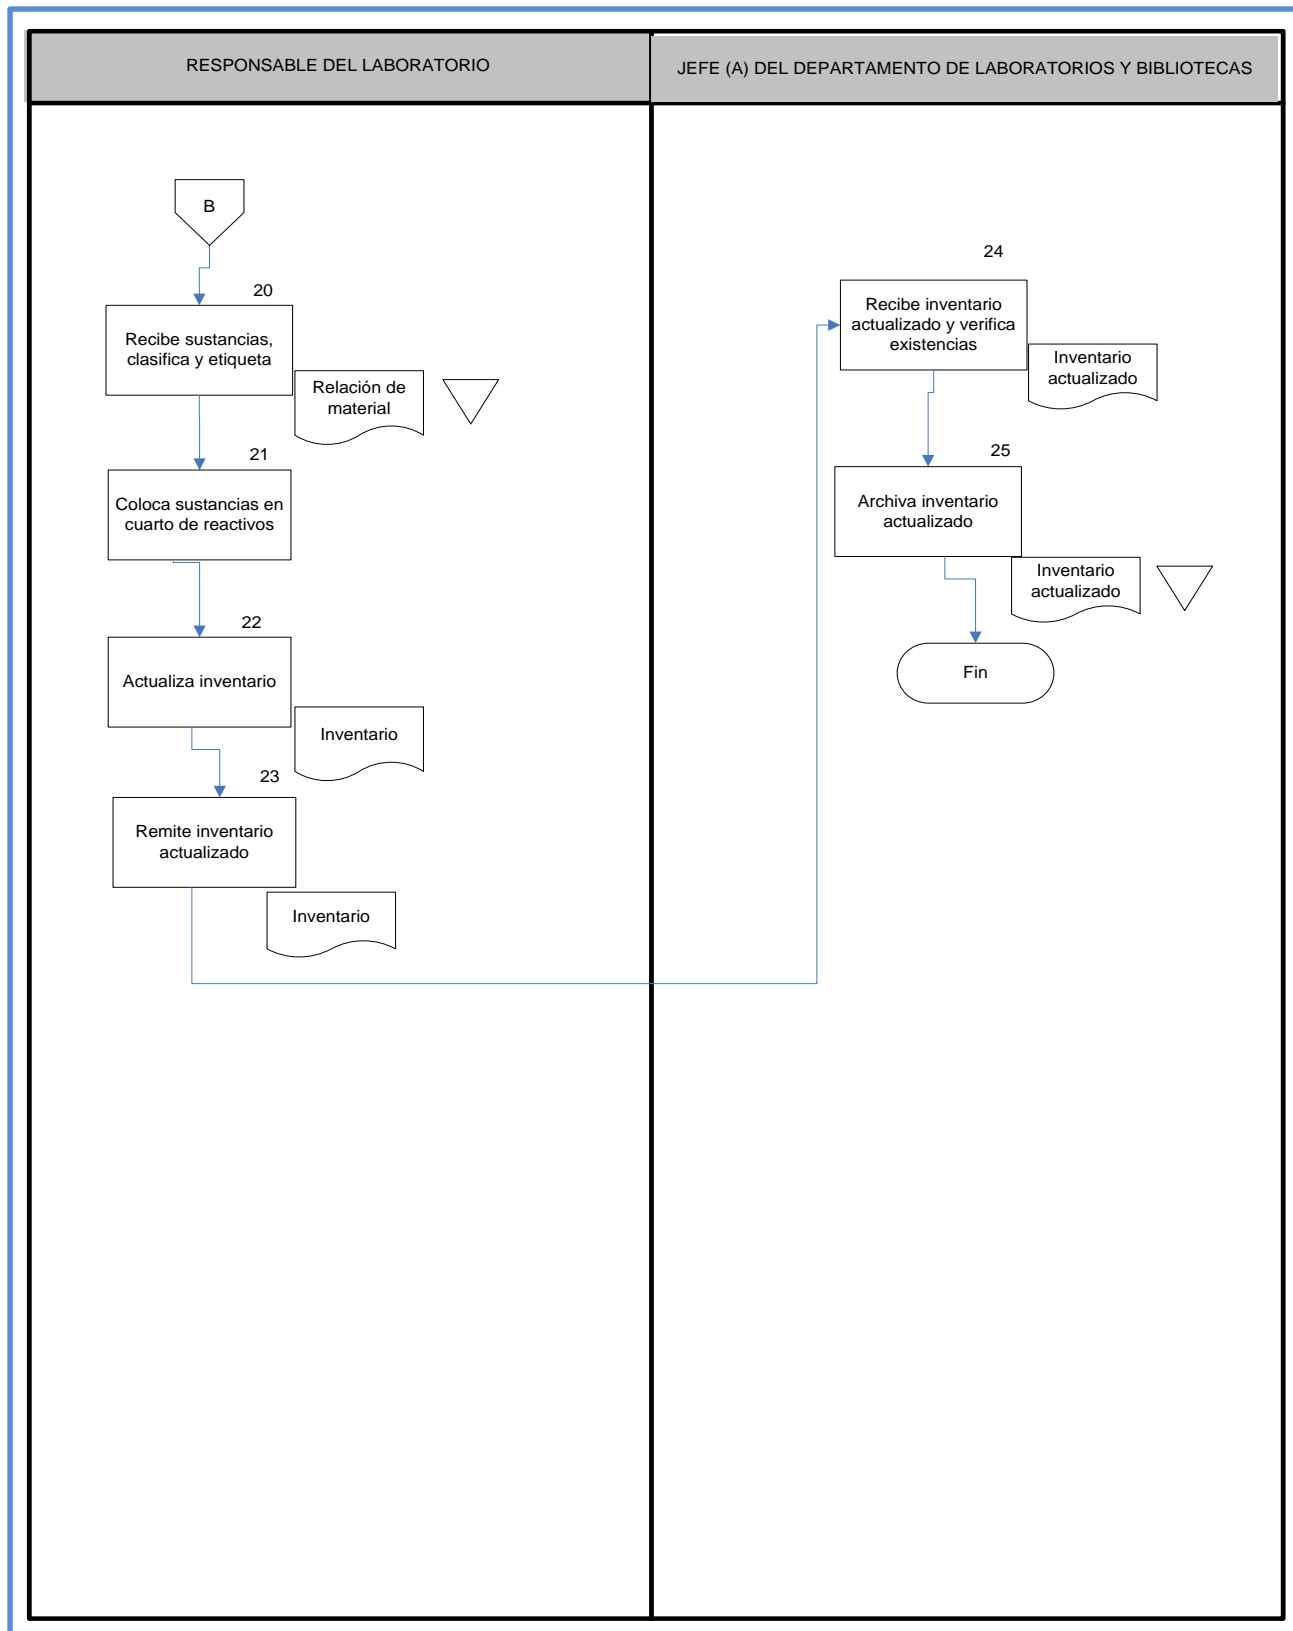 RESPONSABLE DEL LABORATORIO
JEFE (A) DEL DEPARTAMENTO DE LABORATORIOS Y BIBLIOTECAS
B
20
Recibe sustancias,
clasifica y etiqueta
Relación de
material
21
Coloca sustancias en
cuarto de reactivos
22
Actualiza inventario
Inventario
23
Remite inventario
actualizado
Inventario
24
Recibe inventario
actualizado y verifica
existencias
Inventario
actualizado
25
Archiva inventario
actualizado
Inventario
actualizado
Fin